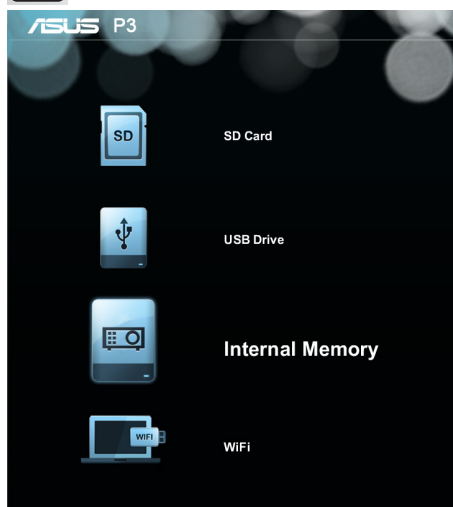 ASUS P3
SD
SD Card
USB Drive
Internal Memory
WIFI
WiFi